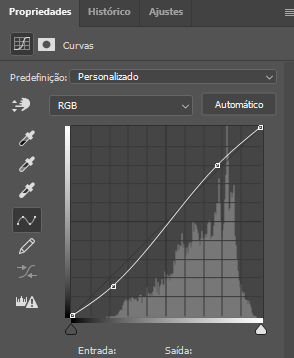 Propriedades Histórico Ajustes
Curvas
Predefinição: Personalizado
RGB Automático
Entrada: Saída: